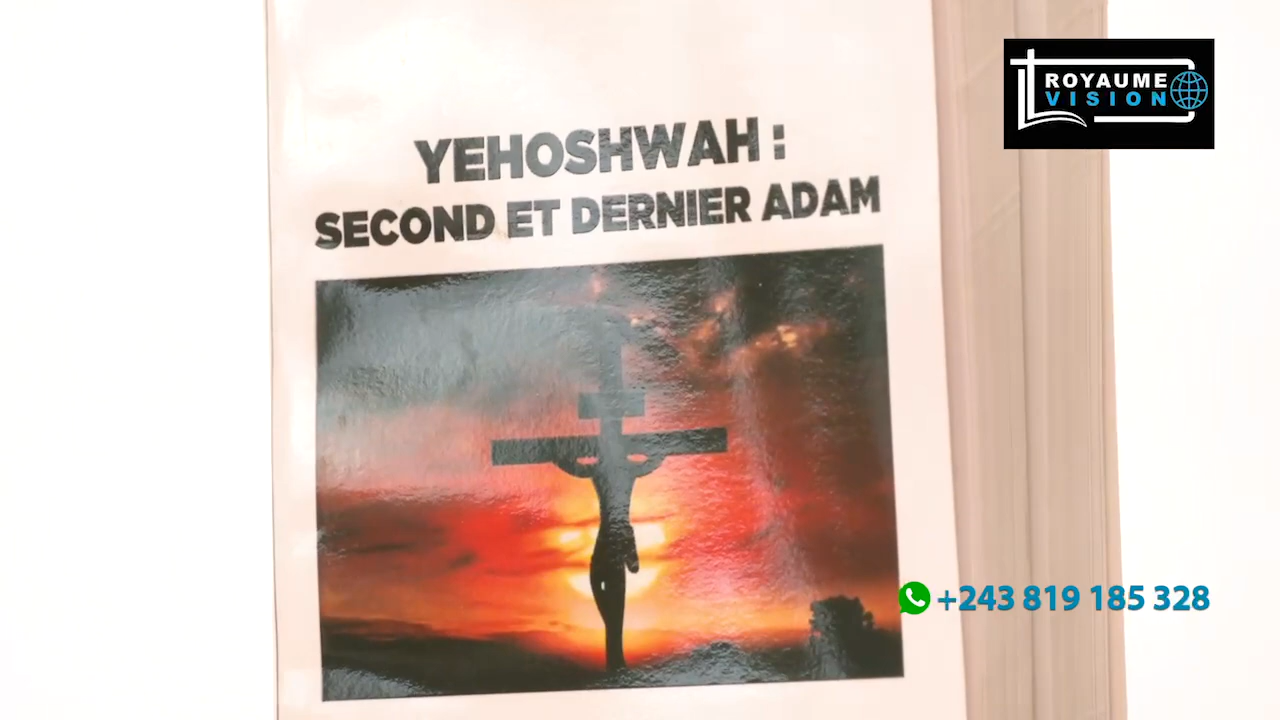 ROYAUME
VISION
YEHOSHWAH :
SECOND ET DERNIER ADAM
+243 819 185 328